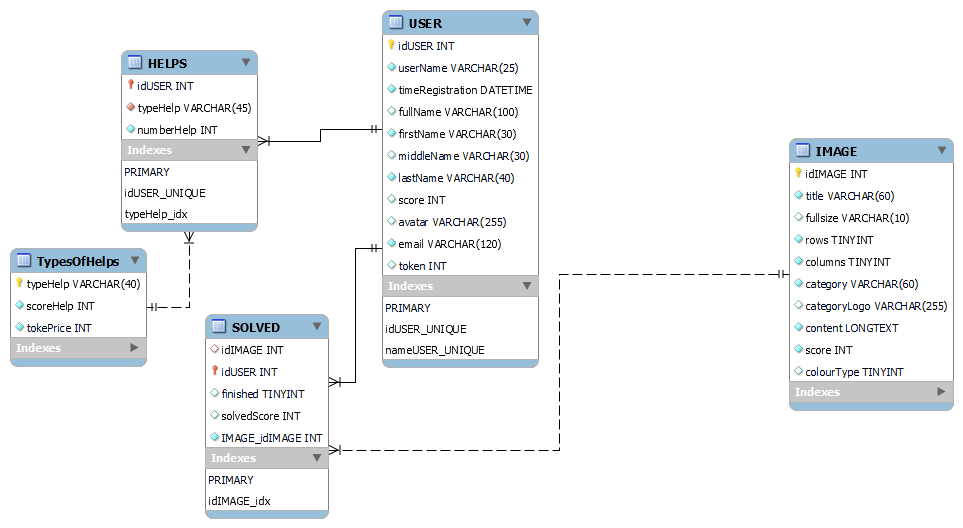 USER
idUSER INT
userName VARCHAR(25)
timeRegistration DATETIME
fullName VARCHAR(100)
firstName VARCHAR(30)
middleName VARCHAR(30)
lastName VARCHAR(40)
score INT
avatar VARCHAR(255)
email VARCHAR(120)
token INT
Indexes
PRIMARY
idUSER_UNIQUE
nameUSER_UNIQUE
HELPS
idUSER INT
typeHelp VARCHAR(45)
numberHelp INT
Indexes
PRIMARY
idUSER_UNIQUE
typeHelp_idx
IMAGE
idIMAGE INT
title VARCHAR(60)
fullsize VARCHAR(10)
rows TINYINT
columns TINYINT
category VARCHAR(60)
categoryLogo VARCHAR(255)
content LONGTEXT
score INT
colourType TINYINT
Indexes
TypesOfHelps
typeHelp VARCHAR(40)
scoreHelp INT
tokePrice INT
Indexes
SOLVED
idIMAGE INT
idUSER INT
finished TINYINT
solvedScore INT
IMAGE_idIMAGE INT
Indexes
PRIMARY
idIMAGE_idx